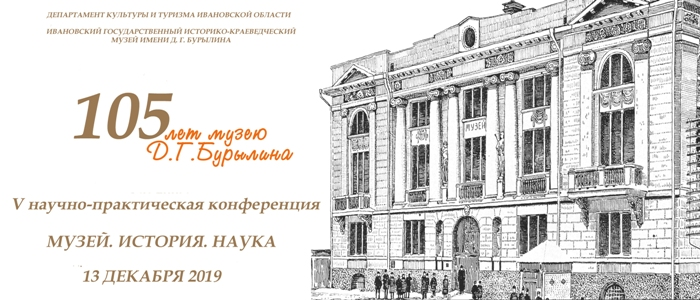 ДЕПАРТАМЕНТ КУЛЬТУРЫ И ТУРИЗМА ИВАНОВСКОЙ ОБЛАСТИ
ИВАНОВСКИЙ ГОСУДАРСТВЕННЫЙ ИСТОРИКО-КРАЕВЕДЧЕСКИЙ
МУЗЕЙ ИМЕНИ Д. Г. БУРЫЛИНА
105 лет музею
Д.Г.Бурылина
V научно-практическая конференция
МУЗЕЙ. ИСТОРИЯ. НАУКА
13 ДЕКАБРЯ 2019
МУЗЕЙ